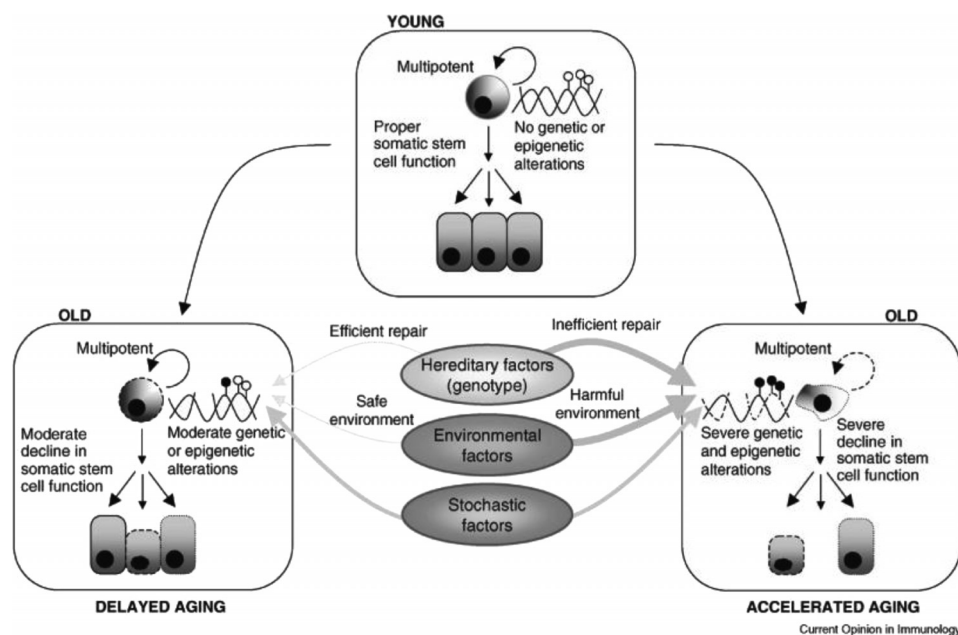 YOUNG
Multipotent
Proper
somatic stem
cell function
No genetic or
epigenetic
alterations
OLD
Multipotent
Moderate
decline in
somatic stem
cell function
Moderate genetic
or epigenetic
alterations
DELAYED AGING
Efficient repair
Inefficient repair
Hereditary factors
(genotype)
Safe
environment
Harmful
environment
Environmental
factors
Stochastic
factors
OLD
Multipotent
Severe genetic
and epigenetic
alterations
Severe
decline in
somatic stem
cell function
ACCELERATED AGING
Current Opinion in Immunology